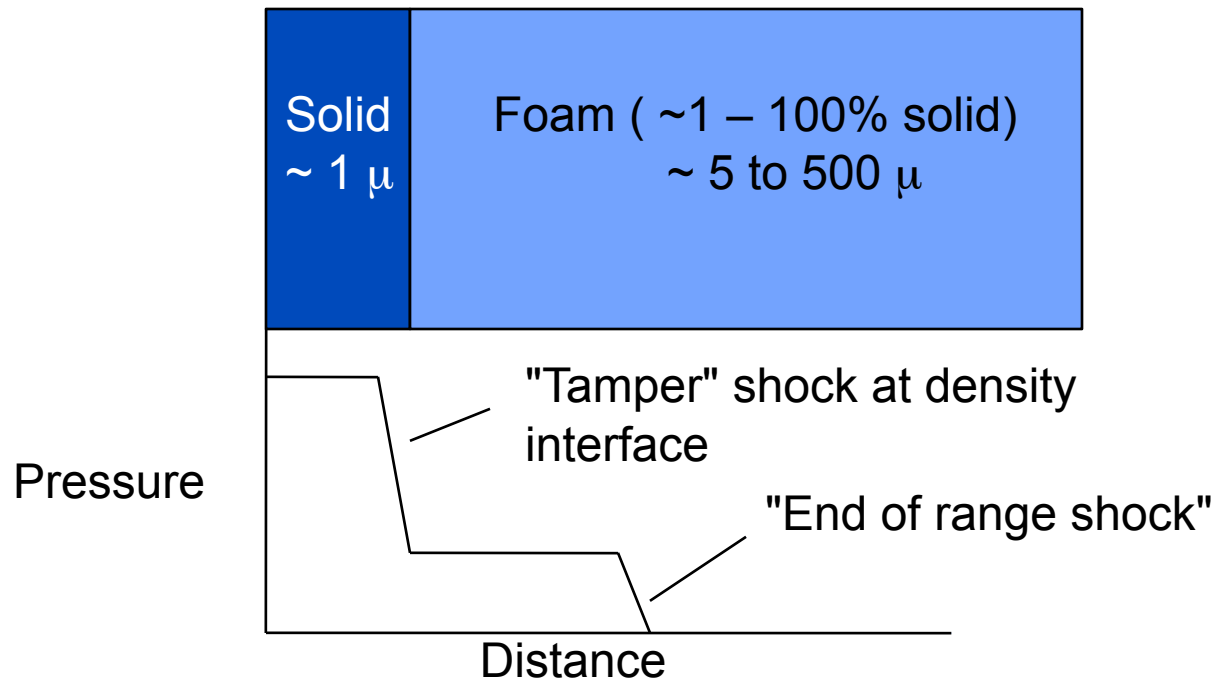 Solid
~ 1 μ
Foam ( ~1 – 100% solid)
~ 5 to 500 μ
"Tamper" shock at density
interface
Pressure
"End of range shock"
Distance